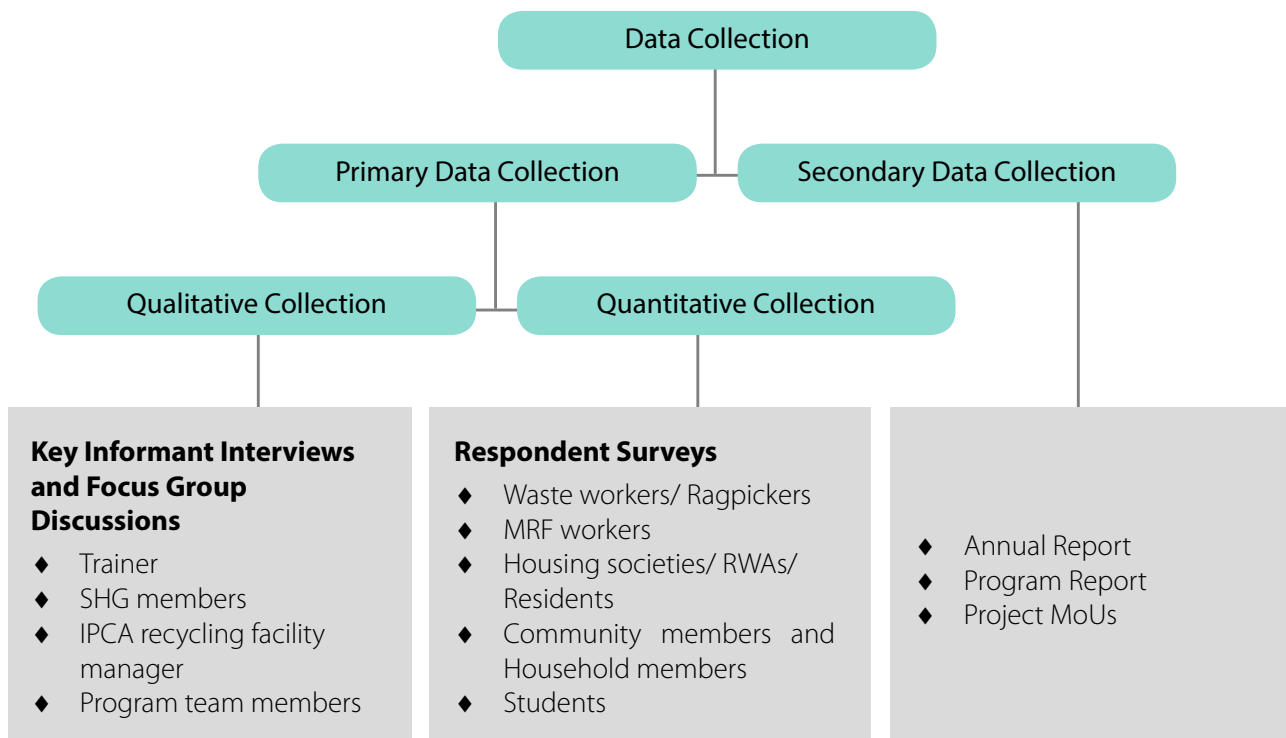 Data Collection
Primary Data Collection
Secondary Data Collection
Qualitative Collection
Quantitative Collection
Key Informant Interviews
and Focus Group
Discussions
♦ Trainer
♦ SHG members
♦ IPCA recycling facility
manager
♦ Program team members
Respondent Surveys
♦ Waste workers/ Ragpickers
♦ MRF workers
♦ Housing societies/ RWAs/
Residents
♦ Community members and
Household members
♦ Students
♦ Annual Report
♦ Program Report
♦ Project MoUs